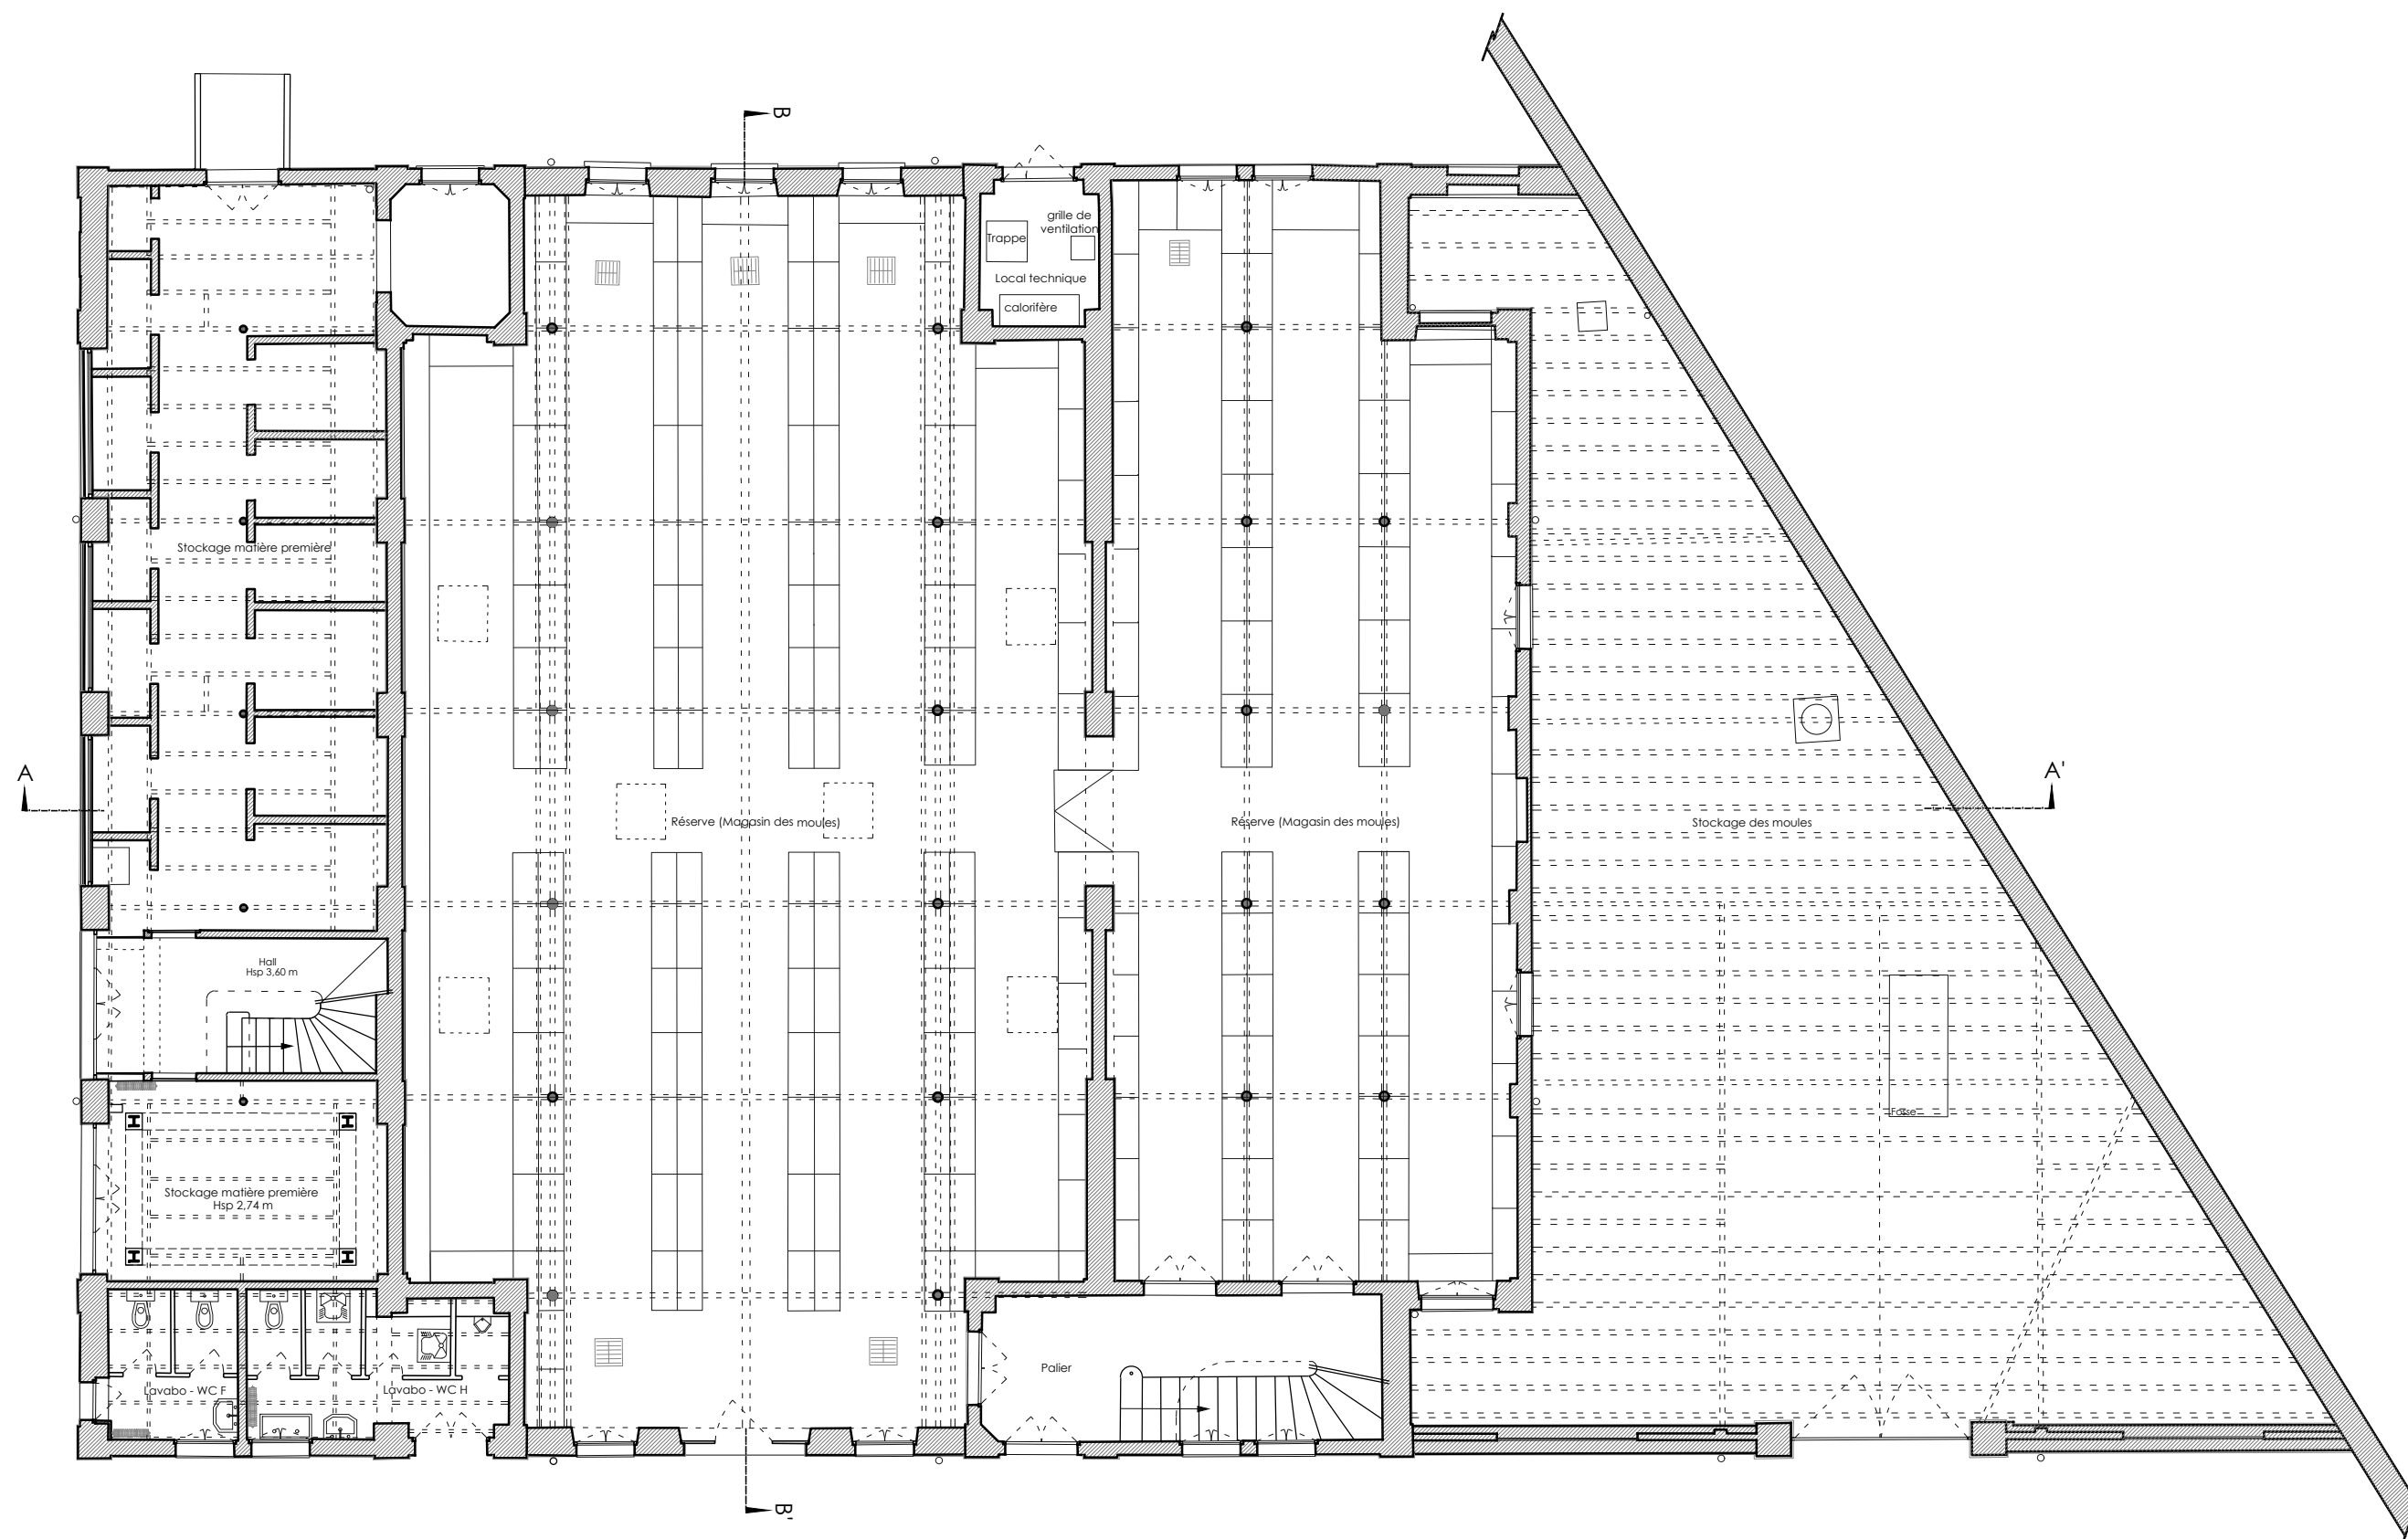 B
grille de
ventilation
Trappe
Local technique
calorifère
Stockage matière première
A
A'
Réserve (Magasin des moules)
Réserve (Magasin des moules)
Stockage des moules
Hall
Hsp 3,60 m
Fosse
Stockage matière première
Hsp 2,74 m
Palier
Lavabo - WC F
Lavabo - WC H
B'